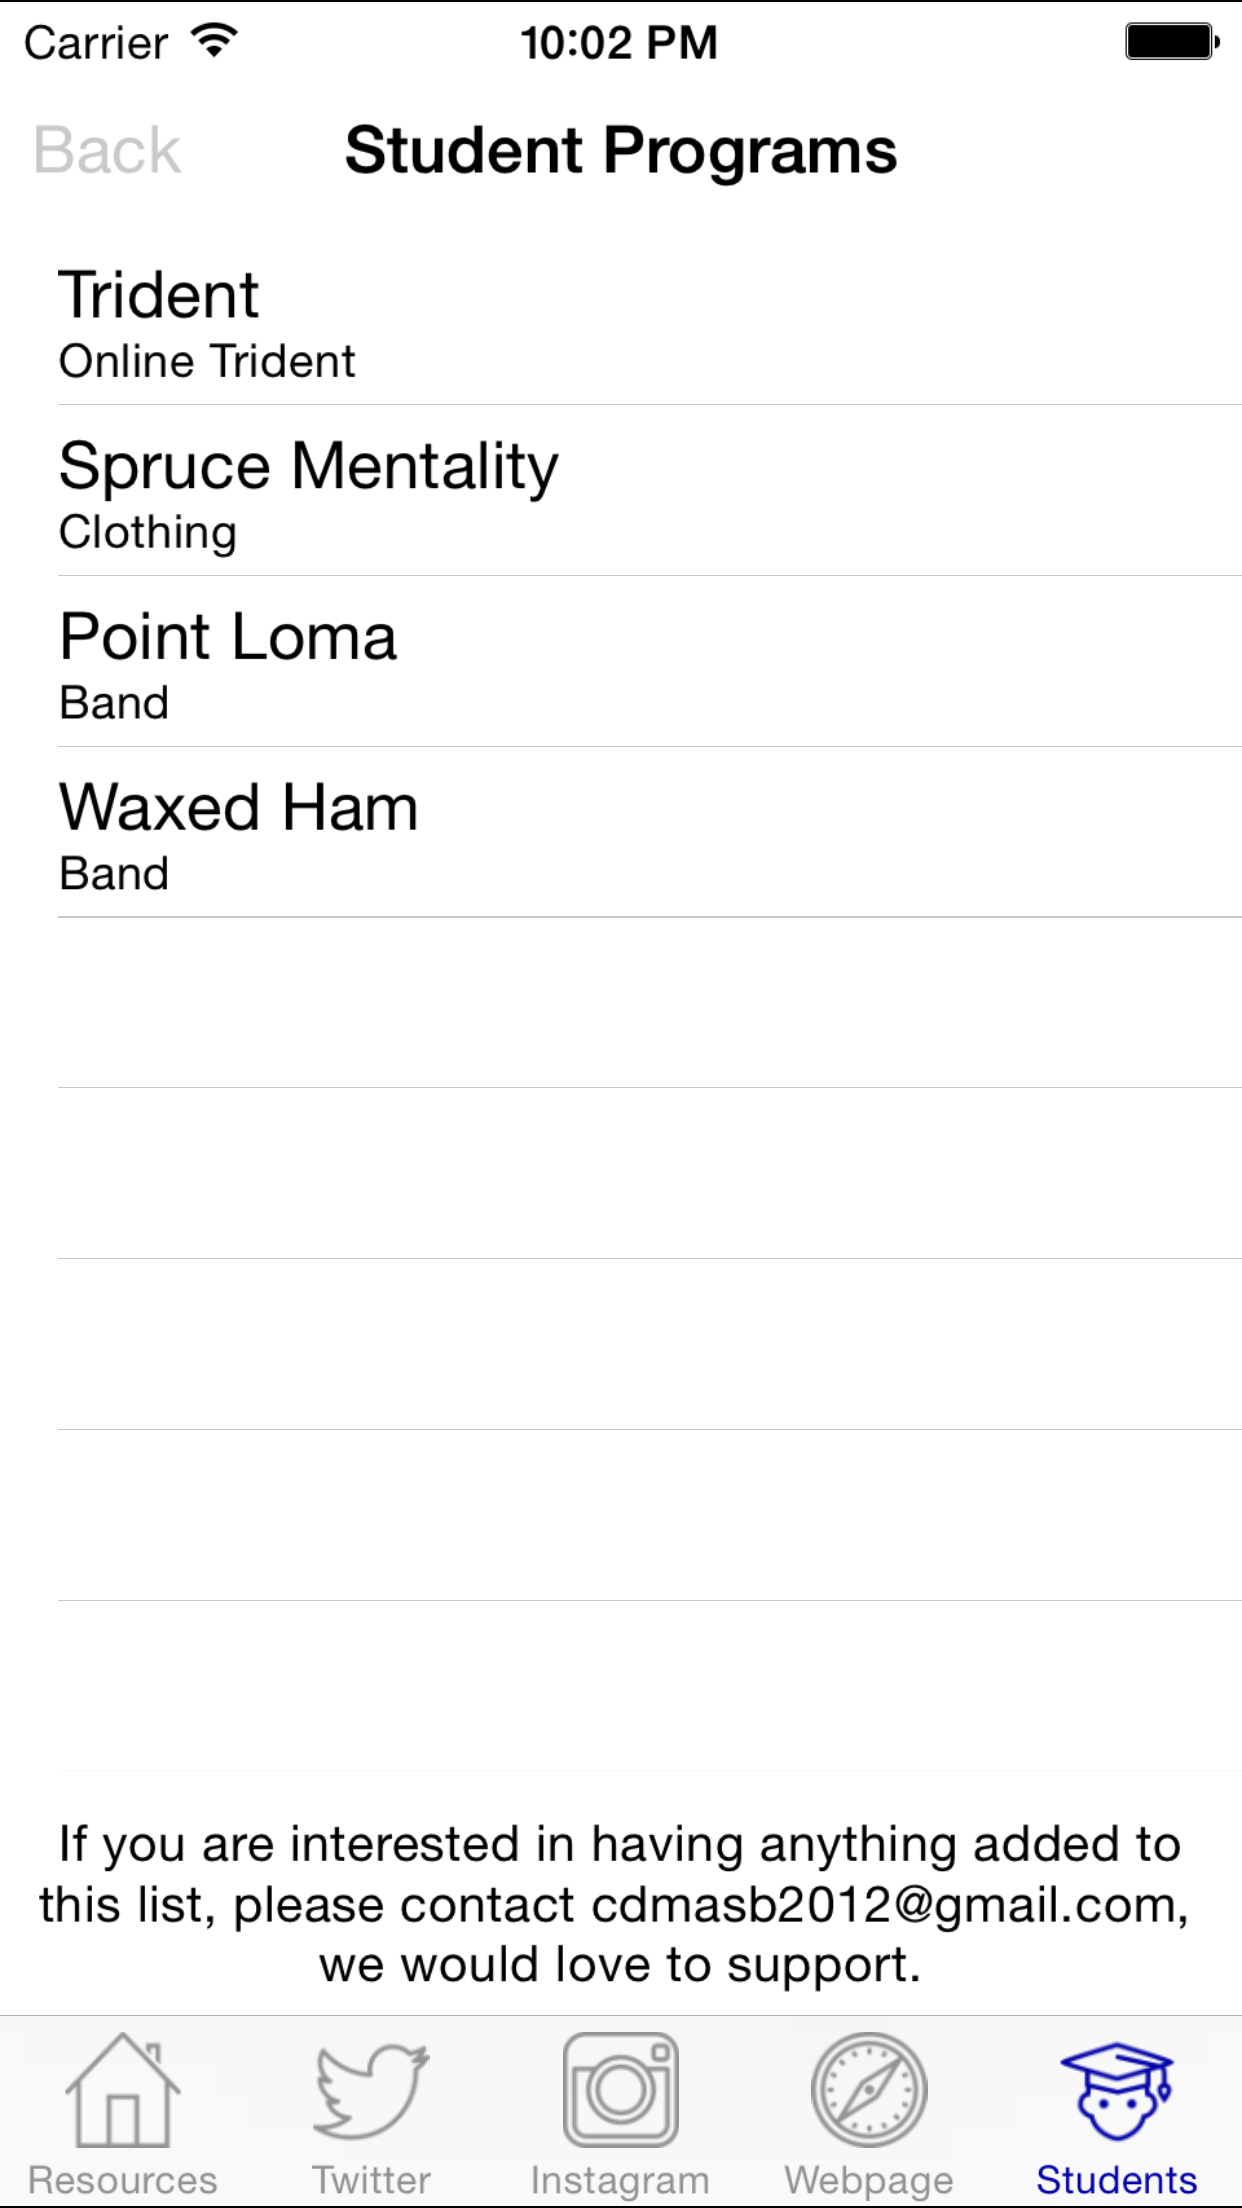 Carrier
10:02 PM
Back
Student Programs
Trident
Online Trident
Spruce Mentality
Clothing
Point Loma
Band
Waxed Ham
Band
If you are interested in having anything added to
this list, please contact cdmasb2012@gmail.com,
we would love to support.
Resources
Twitter
Instagram
Webpage
Students